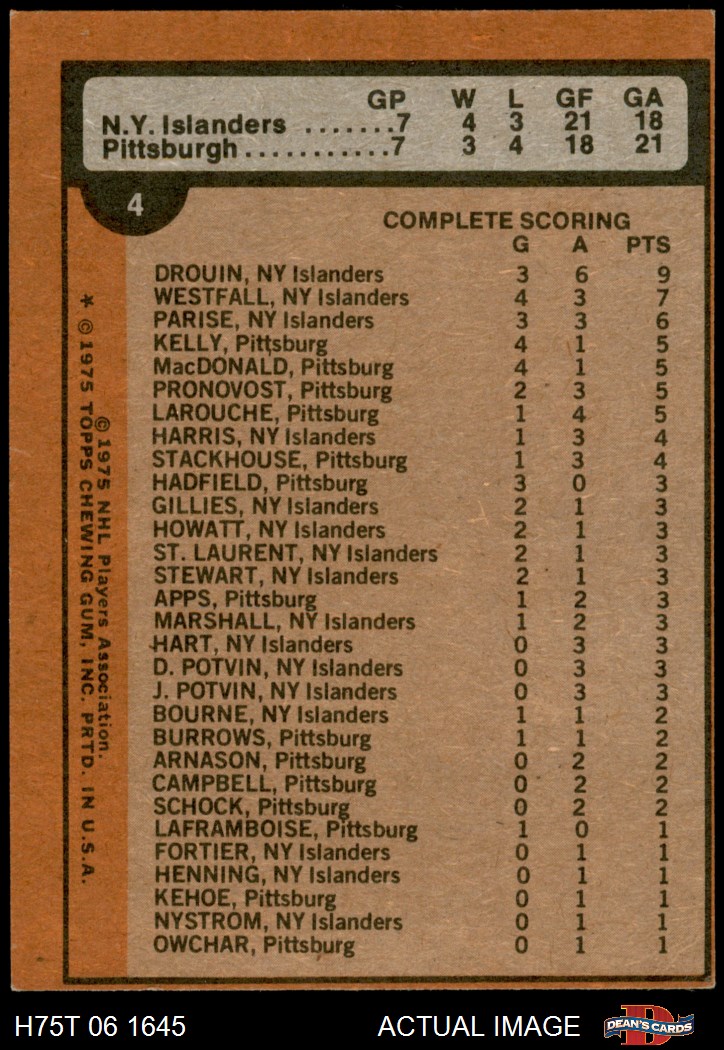 GP W L GF GA
N.Y. Islanders .......7 4 3 21 18
Pittsburgh............7 3 4 18 21
4
COMPLETE SCORING
G A PTS
DROUIN, NY Islanders 3 6 9
WESTFALL, NY Islanders 4 3 7
PARISE, NY Islanders 3 3 6
KELLY, Pittsburg 4 1 5
MacDONALD, Pittsburg 4 1 5
PRONOVOST, Pittsburg 2 3 5
LAROUCHE, Pittsburg 1 4 5
HARRIS, NY Islanders 1 3 4
STACKHOUSE, Pittsburg 1 3 4
HADFIELD, Pittsburg 3 0 3
GILLIES, NY Islanders 2 1 3
HOWATT, NY Islanders 2 1 3
ST. LAURENT, NY Islanders 2 1 3
STEWART, NY Islanders 2 1 3
APPS, Pittsburg 1 2 3
MARSHALL, NY Islanders 1 2 3
HART, NY Islanders 0 3 3
D. POTVIN, NY Islanders 0 3 3
J. POTVIN, NY Islanders 0 3 3
BOURNE, NY Islanders 1 1 2
BURROWS, Pittsburg 1 1 2
ARNASON, Pittsburg 0 2 2
CAMPBELL, Pittsburg 0 2 2
SCHOCK, Pittsburg 0 2 2
LAFRAMBOISE, Pittsburg 1 0 1
FORTIER, NY Islanders 0 1 1
HENNING, NY Islanders 0 1 1
KEHOE, Pittsburg 0 1 1
NYSTROM, NY Islanders 0 1 1
OWCHAR, Pittsburg 0 1 1
© 1975 NHL Players Association.
* © 1975 TOPPS CHEWING GUM, INC. PRTD. IN U.S.A.
H75T 06 1645 ACTUAL IMAGE D DEAN'S CARDS